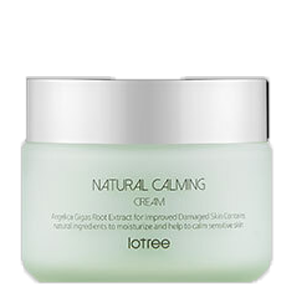 NATURAL CALMING
CREAM
Angelica Gigas Root Extract for improved Damaged Skin Contains
natural ingredients to moisturize and help to calm sensitive skin
lotree